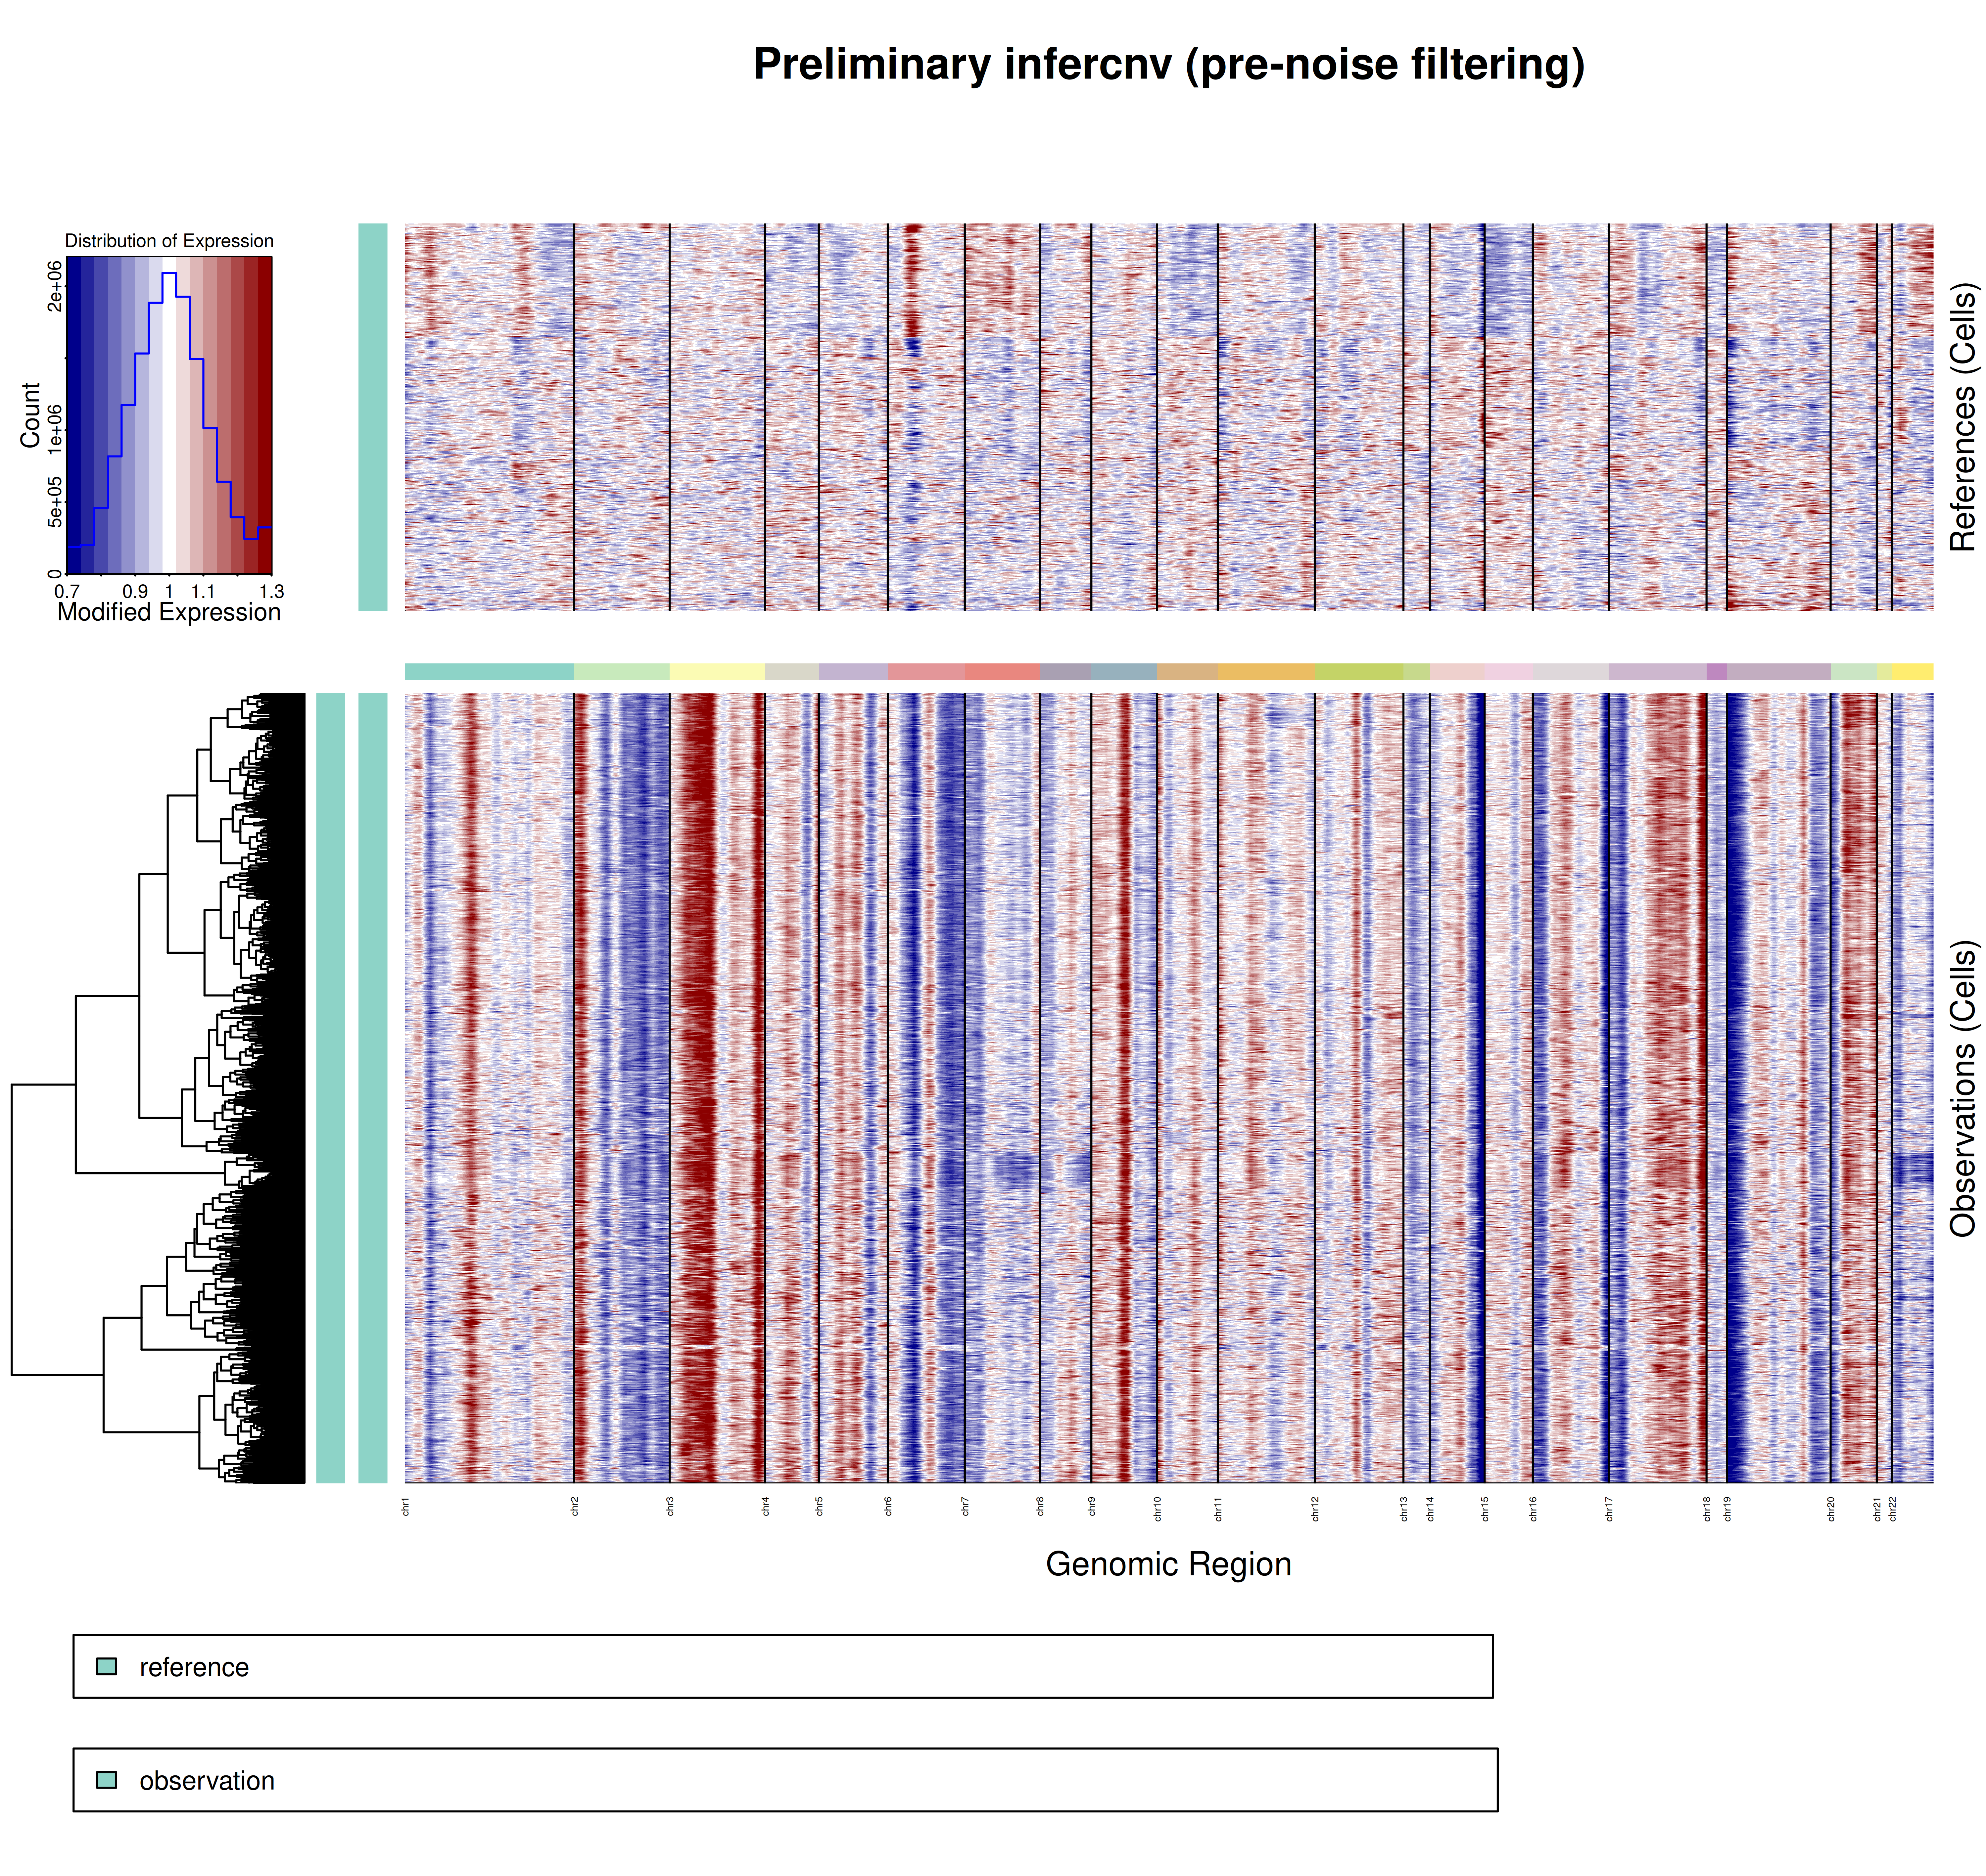 Preliminary infercnv (pre-noise filtering)
Distribution of Expression
Count
0
5e+05
1e+06
2e+06
0.7
0.9
1
1.1
1.3
Modified Expression
References (Cells)
Observations (Cells)
chr1
chr2
chr3
chr4
chr5
chr6
chr7
chr8
chr9
chr10
chr11
chr12
chr13
chr14
chr15
chr16
chr17
chr18
chr19
chr20
chr21
chr22
Genomic Region
reference
observation